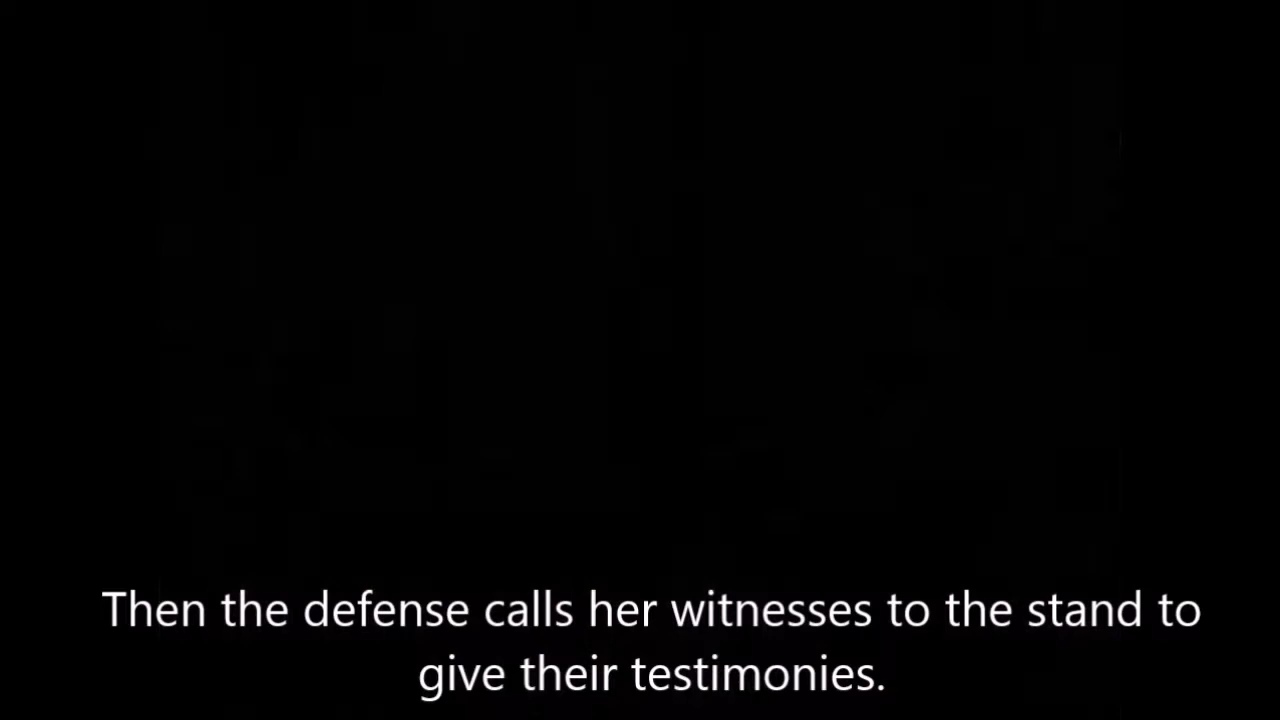 Then the defense calls her witnesses to the stand to
give their testimonies.